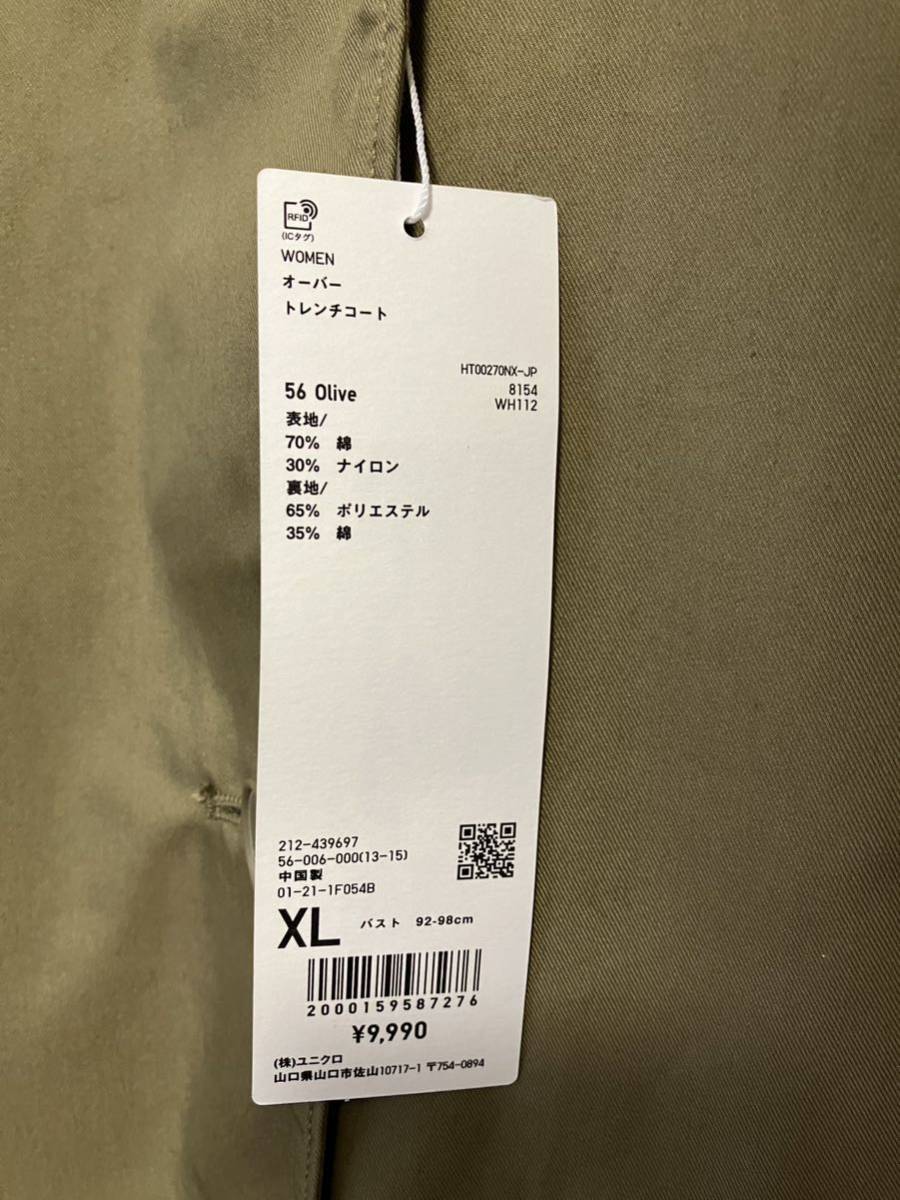 RFID
(ICタグ)
WOMEN
オーバー
トレンチコート
HT00270NX-JP
56 Olive
8154
WH112
表地/
70% 綿
30% ナイロン
裏地/
65% ポリエステル
35% 綿
212-439697
56-006-000(13-15)
中国製
01-21-1F054B
XL バスト 92-98cm
2000159587276
¥9,990
(株)ユニクロ
山口県山口市佐山10717-1 〒754-0894